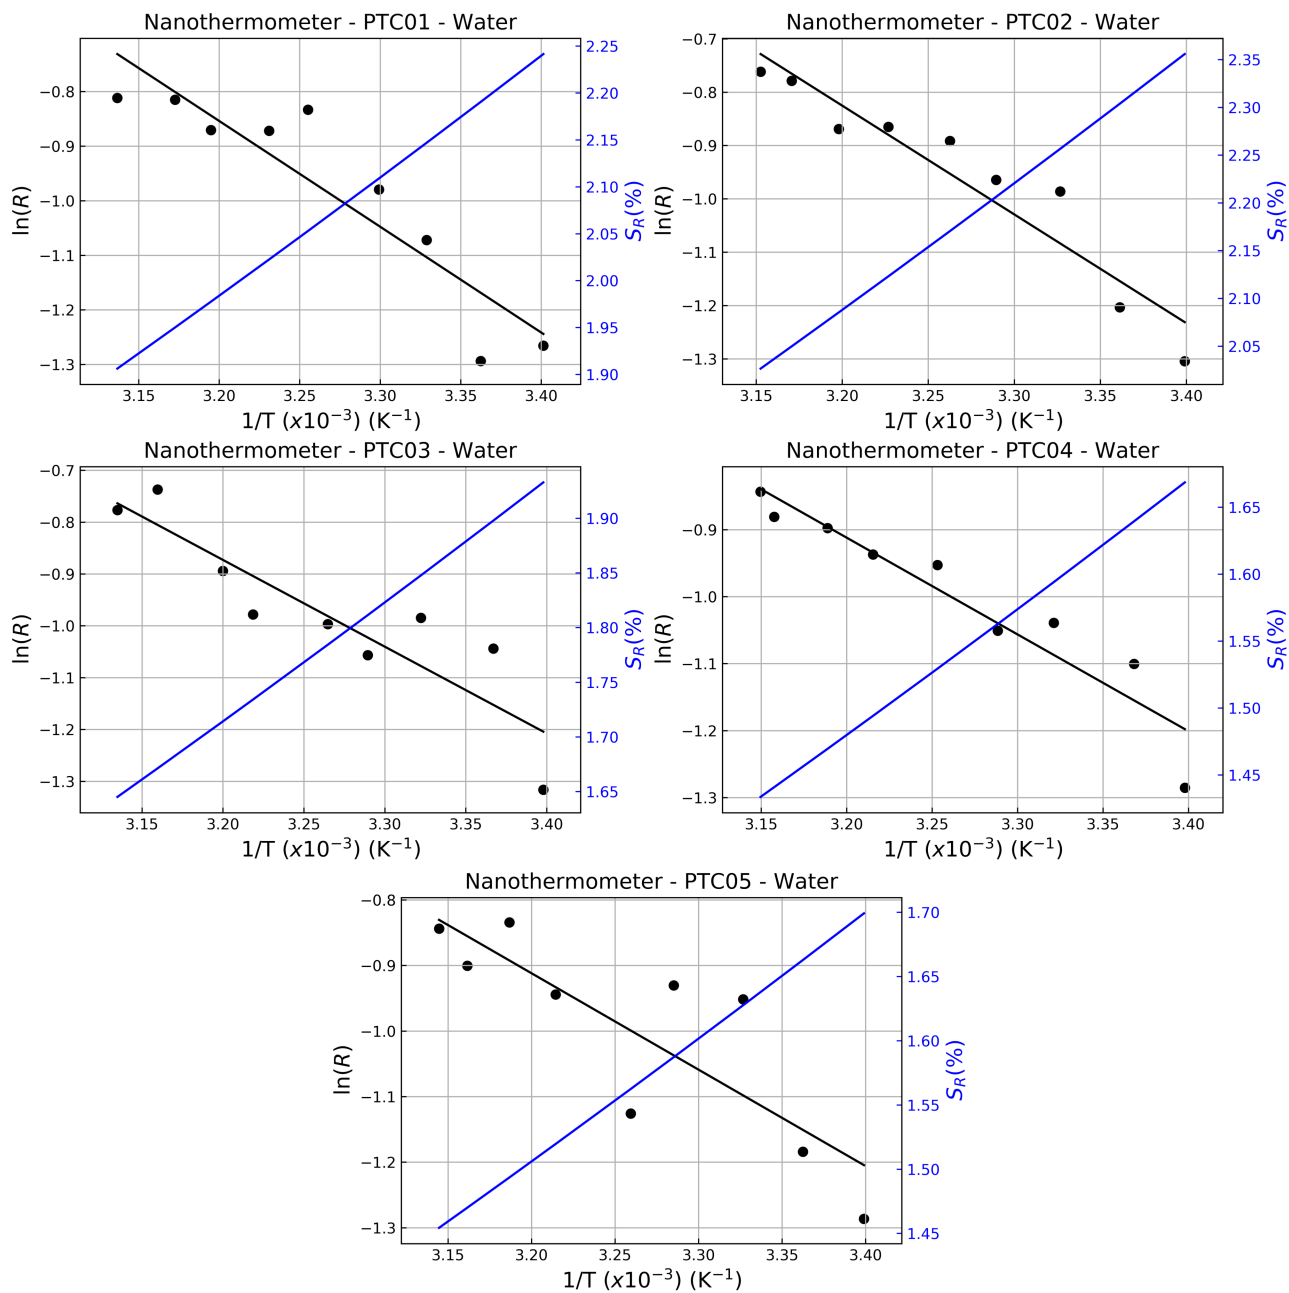 Nanothermometer - PTC01 - Water
Nanothermometer - PTC02 - Water
ln(R)
−0.8
−0.9
−1.0
−1.1
−1.2
−1.3
3.15 3.20 3.25 3.30 3.35 3.40
1/T (x10⁻³) (K⁻¹)
2.25
2.20
2.15
2.10
2.05
2.00
1.95
1.90
S_R(%)
ln(R)
−0.7
−0.8
−0.9
−1.0
−1.1
−1.2
−1.3
3.15 3.20 3.25 3.30 3.35 3.40
1/T (x10⁻³) (K⁻¹)
2.35
2.30
2.25
2.20
2.15
2.10
2.05
S_R(%)
Nanothermometer - PTC03 - Water
Nanothermometer - PTC04 - Water
ln(R)
−0.7
−0.8
−0.9
−1.0
−1.1
−1.2
−1.3
3.15 3.20 3.25 3.30 3.35 3.40
1/T (x10⁻³) (K⁻¹)
1.90
1.85
1.80
1.75
1.70
1.65
S_R(%)
ln(R)
−0.9
−1.0
−1.1
−1.2
−1.3
3.15 3.20 3.25 3.30 3.35 3.40
1/T (x10⁻³) (K⁻¹)
1.65
1.60
1.55
1.50
1.45
S_R(%)
Nanothermometer - PTC05 - Water
ln(R)
−0.8
−0.9
−1.0
−1.1
−1.2
−1.3
3.15 3.20 3.25 3.30 3.35 3.40
1/T (x10⁻³) (K⁻¹)
1.70
1.65
1.60
1.55
1.50
1.45
S_R(%)